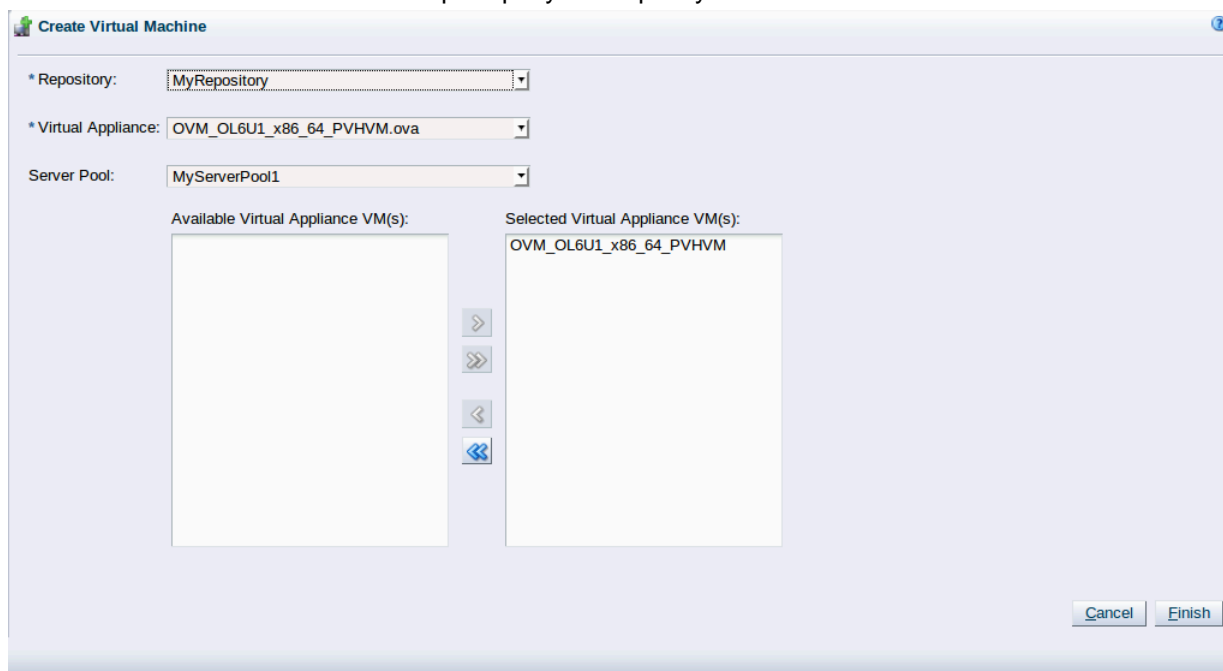 Create Virtual Machine
* Repository: MyRepository
* Virtual Appliance: OVM_OL6U1_x86_64_PVHVM.ova
Server Pool: MyServerPool1
Available Virtual Appliance VM(s): Selected Virtual Appliance VM(s):
OVM_OL6U1_x86_64_PVHVM
Cancel Finish